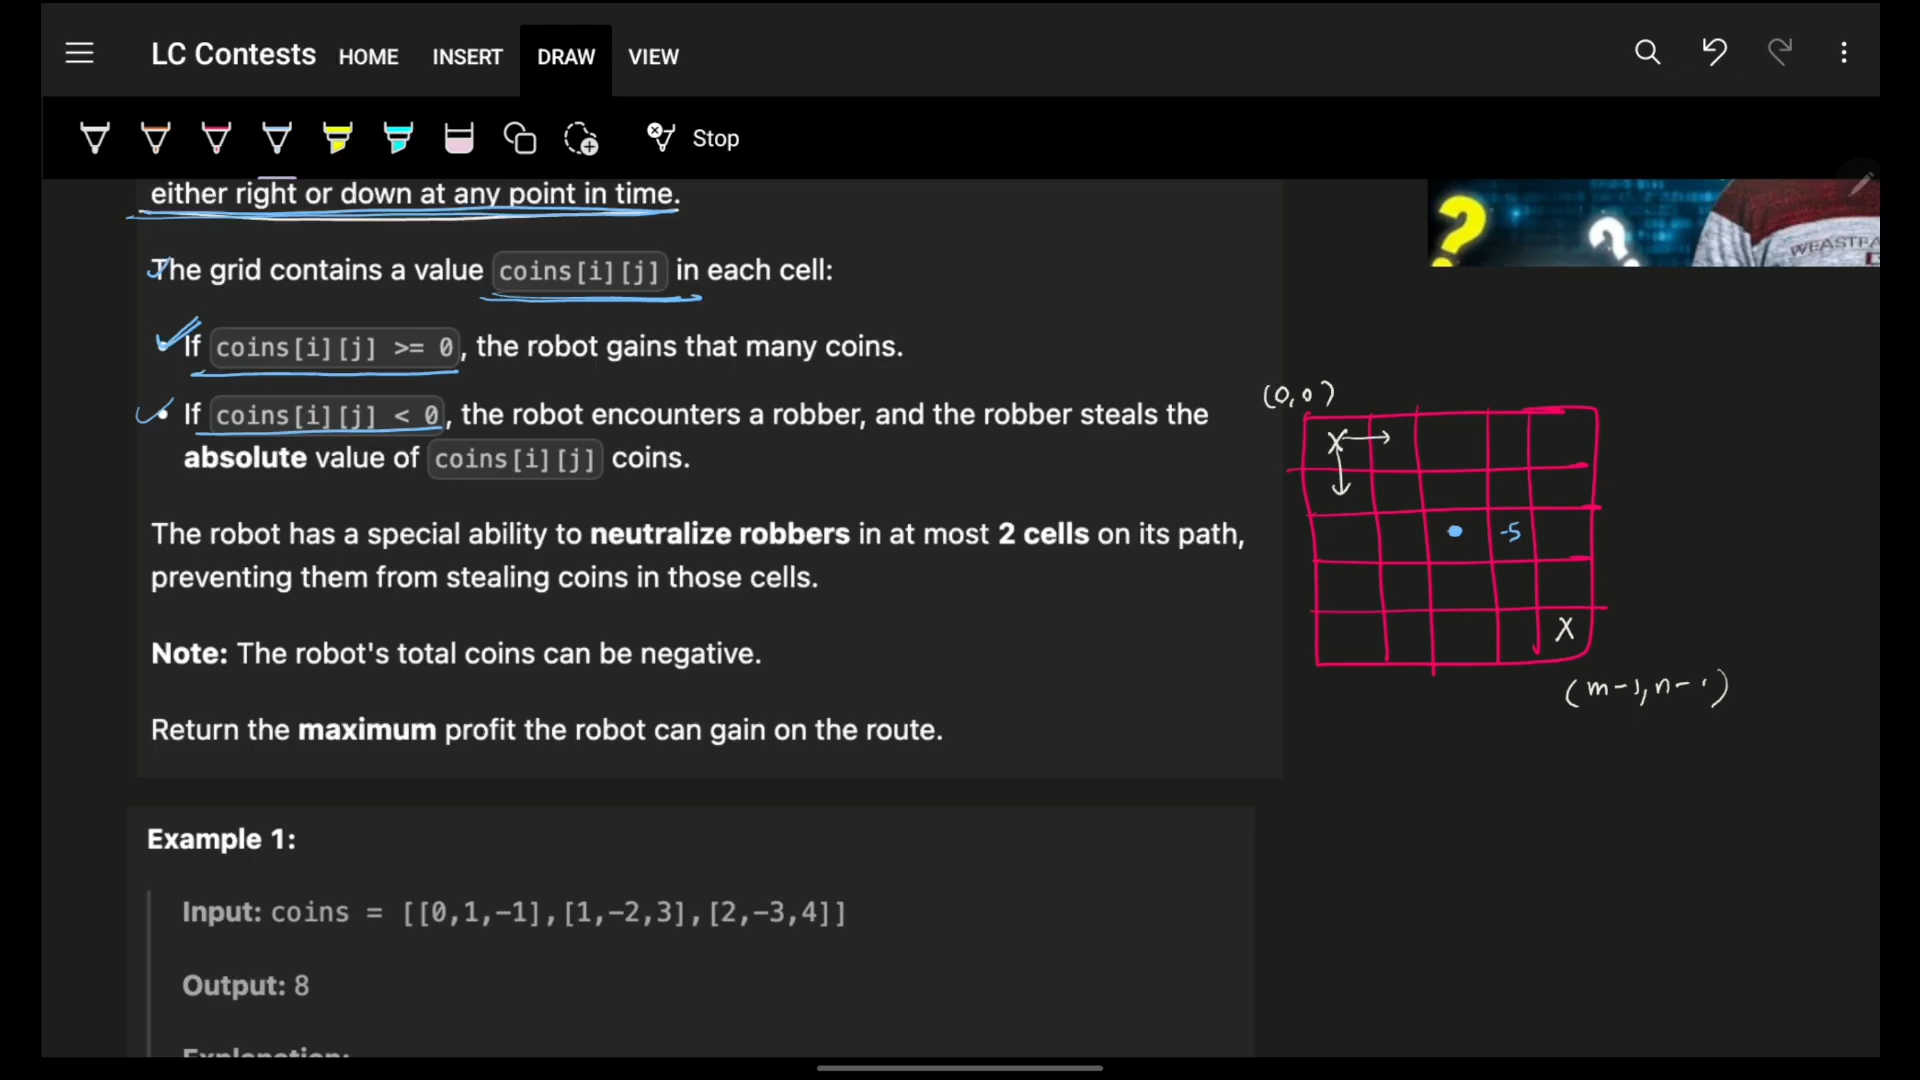 LC Contests HOME INSERT DRAW VIEW
Stop
either right or down at any point in time.
The grid contains a value coins[i][j] in each cell:
If coins[i][j] >= 0, the robot gains that many coins.
If coins[i][j] < 0, the robot encounters a robber, and the robber steals the
absolute value of coins[i][j] coins.
The robot has a special ability to neutralize robbers in at most 2 cells on its path,
preventing them from stealing coins in those cells.
Note: The robot's total coins can be negative.
Return the maximum profit the robot can gain on the route.
Example 1:
Input: coins = [[0,1,-1],[1,-2,3],[2,-3,4]]
Output: 8
Explanation:
? ?
(0,0)
X
-5
X
(m-1,n-1)